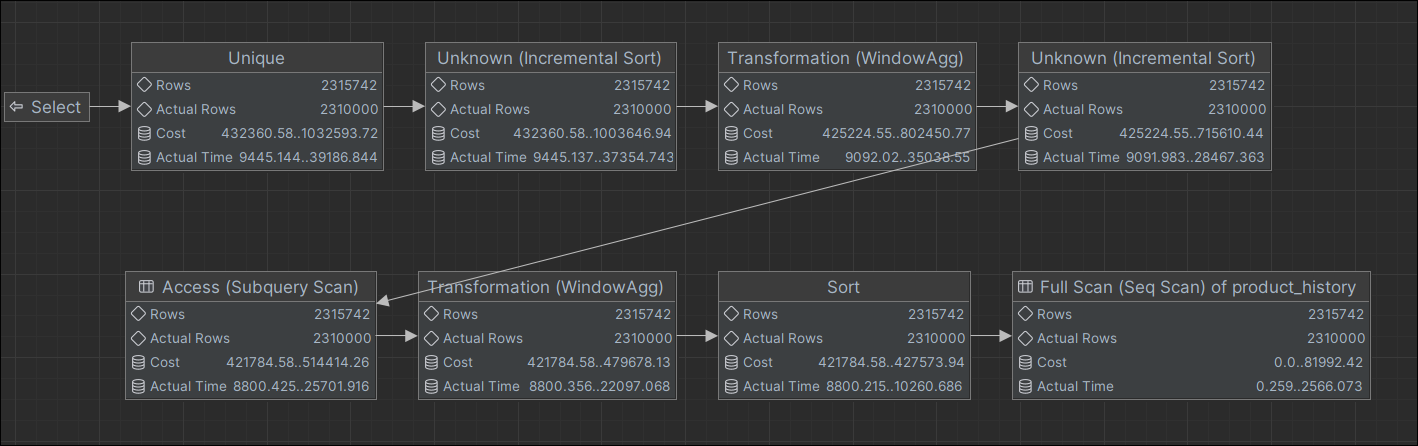 Select
Unique
Rows 2315742
Actual Rows 2310000
Cost 432360.58..1032593.72
Actual Time 9445.144..39186.844
Unknown (Incremental Sort)
Rows 2315742
Actual Rows 2310000
Cost 432360.58..1003646.94
Actual Time 9445.137..37354.743
Transformation (WindowAgg)
Rows 2315742
Actual Rows 2310000
Cost 425224.55..802450.77
Actual Time 9092.02..35038.55
Unknown (Incremental Sort)
Rows 2315742
Actual Rows 2310000
Cost 425224.55..715610.44
Actual Time 9091.983..28467.363
Access (Subquery Scan)
Rows 2315742
Actual Rows 2310000
Cost 421784.58..514414.26
Actual Time 8800.425..25701.916
Transformation (WindowAgg)
Rows 2315742
Actual Rows 2310000
Cost 421784.58..479678.13
Actual Time 8800.356..22097.068
Sort
Rows 2315742
Actual Rows 2310000
Cost 421784.58..427573.94
Actual Time 8800.215..10260.686
Full Scan (Seq Scan) of product_history
Rows 2315742
Actual Rows 2310000
Cost 0.0..81992.42
Actual Time 0.259..2566.073